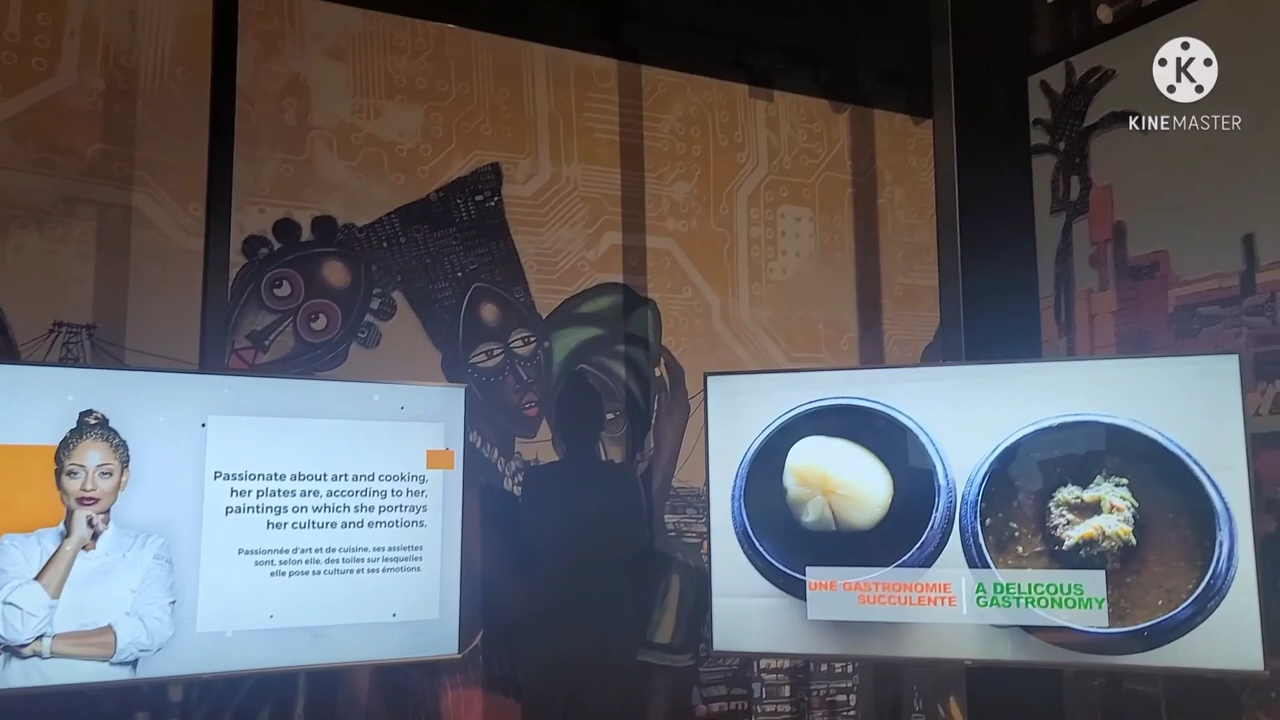 K
KINEMASTER
Passionate about art and cooking,
her plates are, according to her,
paintings on which she portrays
her culture and emotions.
Passionnée d'art et de cuisine, ses assiettes
sont, selon elle, des toiles sur lesquelles
elle pose sa culture et ses émotions.
UNE GASTRONOMIE
SUCCULENTE
A DELICOUS
GASTRONOMY